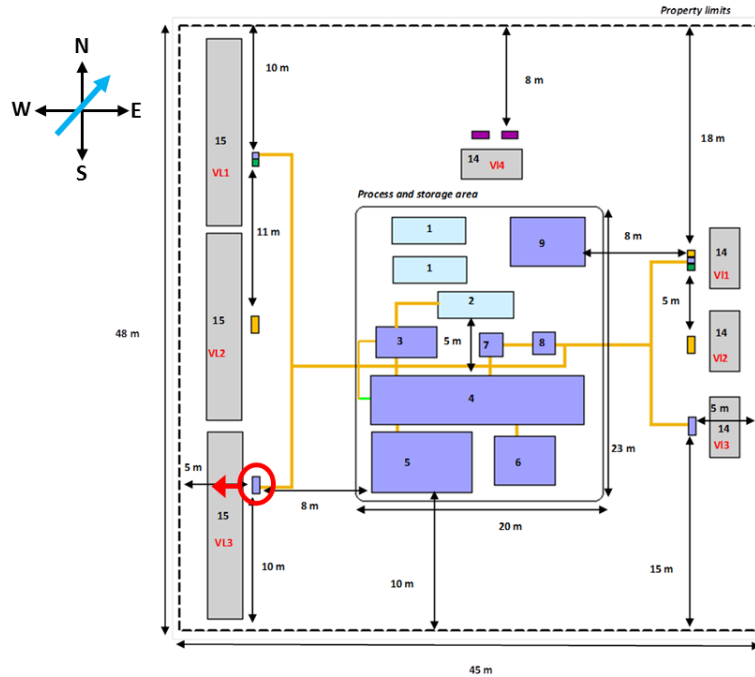 Property limits
N
W
E
S
10 m
8 m
18 m
15
VL1
14
VI4
Process and storage area
1
9
11 m
8 m
14
VI1
1
48 m
2
5 m
15
VL2
3
5 m
7
8
14
VI2
4
5 m
14
VI3
5 m
5
6
23 m
8 m
15
VL3
20 m
10 m
10 m
15 m
45 m